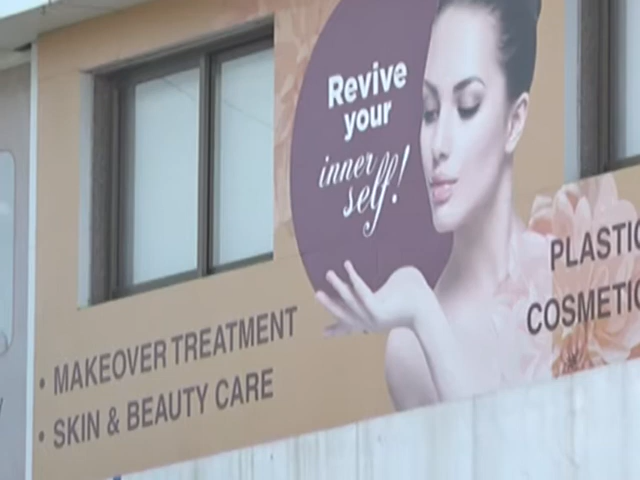 Revive
your
inner
self!
• MAKEOVER TREATMENT
• SKIN & BEAUTY CARE
PLASTIC
COSMETIC